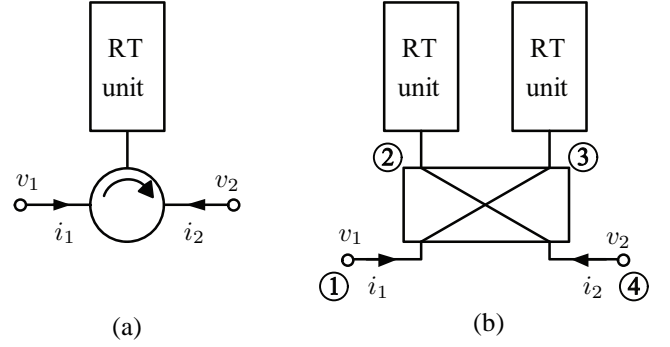 RT
unit
v₁
v₂
i₁
i₂
(a)
RT
unit
RT
unit
②
③
v₁
v₂
①
i₁
i₂
④
(b)